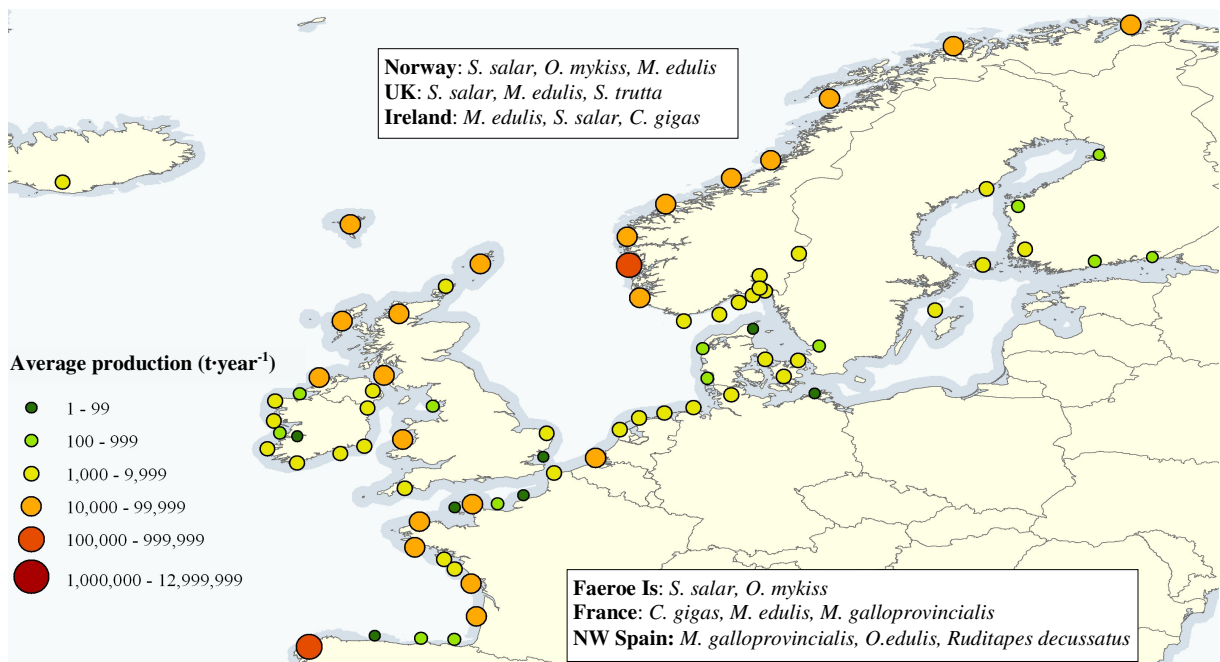 Norway: S. salar, O. mykiss, M. edulis
UK: S. salar, M. edulis, S. trutta
Ireland: M. edulis, S. salar, C. gigas
Average production (t·year⁻¹)
1 - 99
100 - 999
1,000 - 9,999
10,000 - 99,999
100,000 - 999,999
1,000,000 - 12,999,999
Faeroe Is: S. salar, O. mykiss
France: C. gigas, M. edulis, M. galloprovincialis
NW Spain: M. galloprovincialis, O.edulis, Ruditapes decussatus